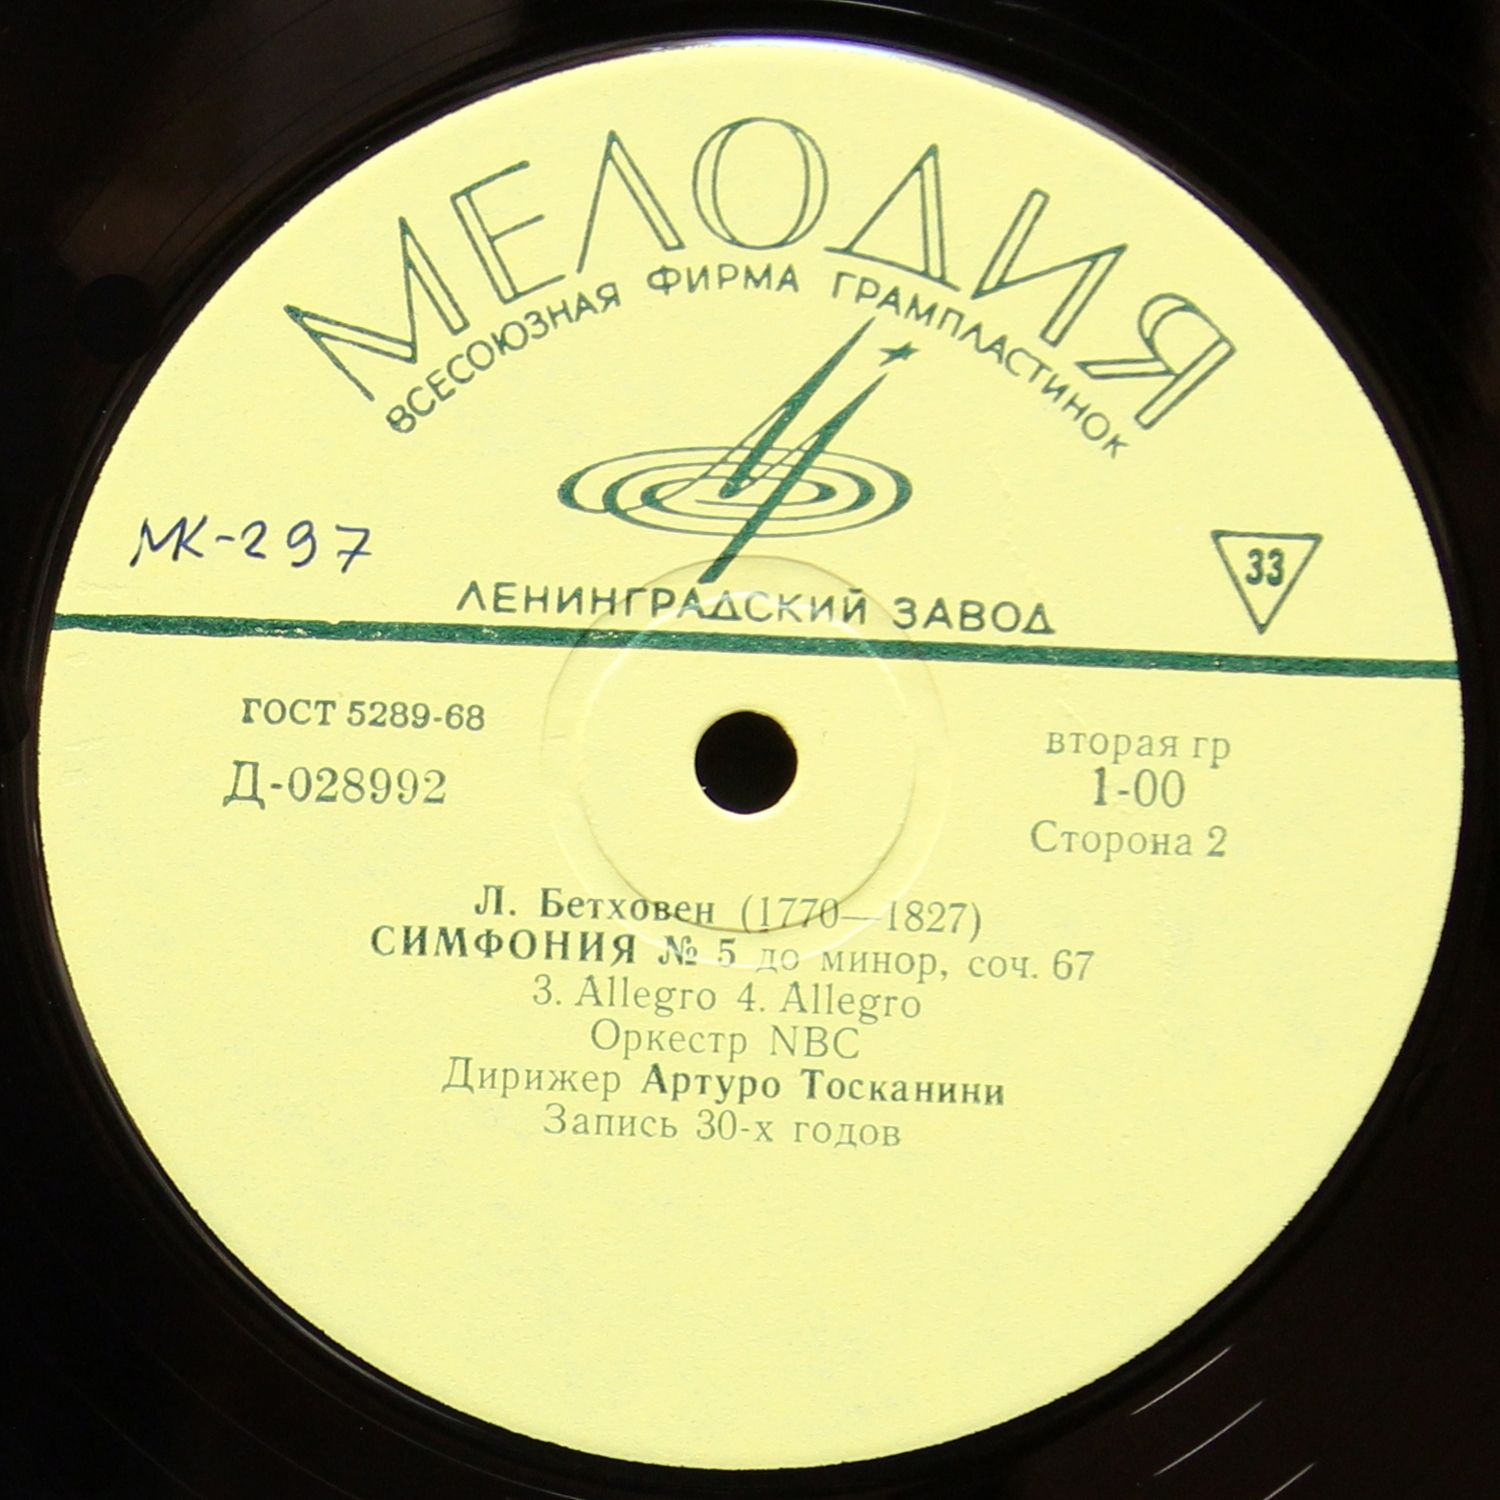 МЕЛОДИЯ
ВСЕСОЮЗНАЯ ФИРМА ГРАМПЛАСТИНОК
МК-297
33
ЛЕНИНГРАДСКИЙ ЗАВОД
ГОСТ 5289-68
Д-028992
вторая гр
1-00
Сторона 2
Л. Бетховен (1770—1827)
СИМФОНИЯ № 5 до минор, соч. 67
3. Allegro 4. Allegro
Оркестр NBC
Дирижер Артуро Тосканини
Запись 30-х годов